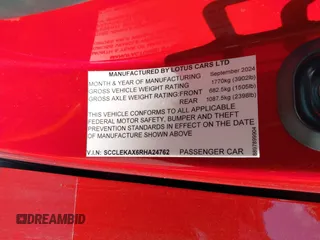 MANUFACTURED BY LOTUS CARS LTD
MONTH & YEAR OF MANUFACTURING September 2024
GROSS VEHICLE WEIGHT RATING 1770kg (3902lb)
GROSS AXLE WEIGHT RATING FRONT 682.5kg (1505lb)
REAR 1087.5kg (2398lb)
THIS VEHICLE CONFORMS TO ALL APPLICABLE
FEDERAL MOTOR SAFETY, BUMPER AND THEFT
PREVENTION STANDARDS IN EFFECT ON THE DATE
OF MANUFACTURE SHOWN ABOVE
V.I.N: SCCLEKAX6RHA24762 PASSENGER CAR
DREAMBID